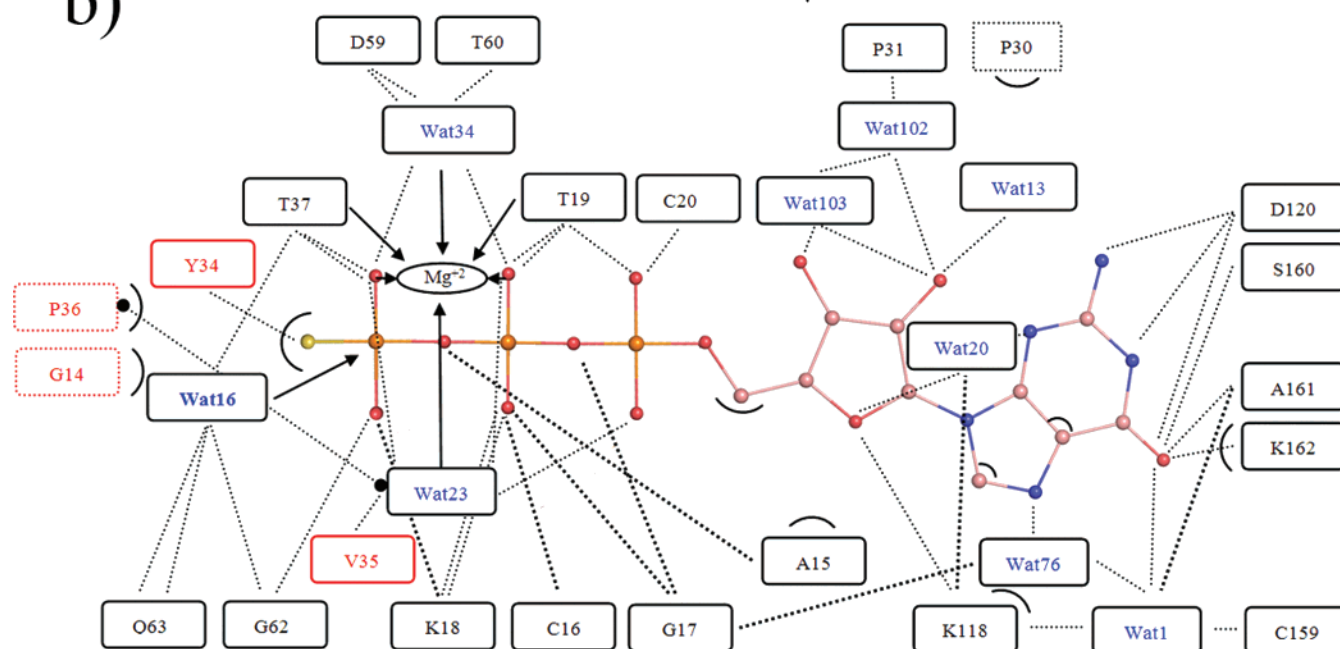 b)
D59 T60 P31 P30
Wat34 Wat102
T37 T19 C20 Wat103 Wat13
D120
Y34 Mg+2 S160
P36
Wat20
G14 Wat16 A161
K162
Wat23
V35 A15 Wat76
Q63 G62 K18 C16 G17 K118 Wat1 C159